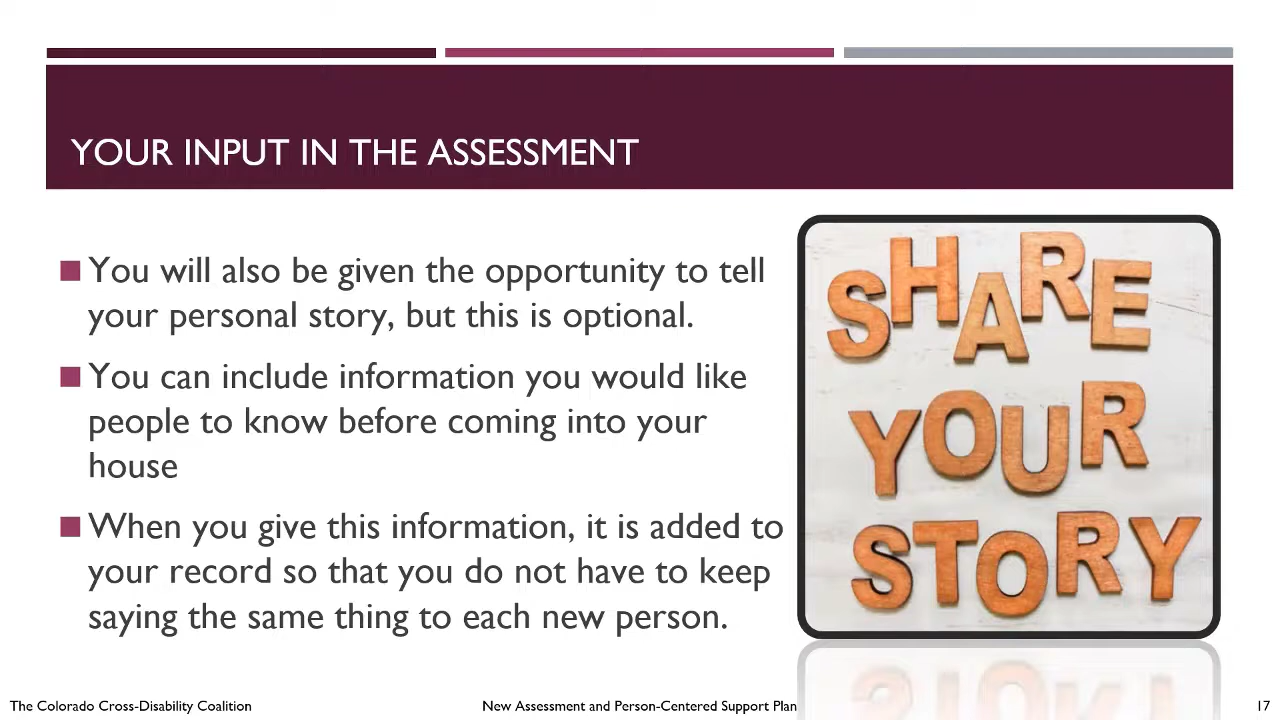 YOUR INPUT IN THE ASSESSMENT
You will also be given the opportunity to tell
your personal story, but this is optional.
You can include information you would like
people to know before coming into your
house
When you give this information, it is added to
your record so that you do not have to keep
saying the same thing to each new person.
SHARE
YOUR
STORY
The Colorado Cross-Disability Coalition
New Assessment and Person-Centered Support Plan
17